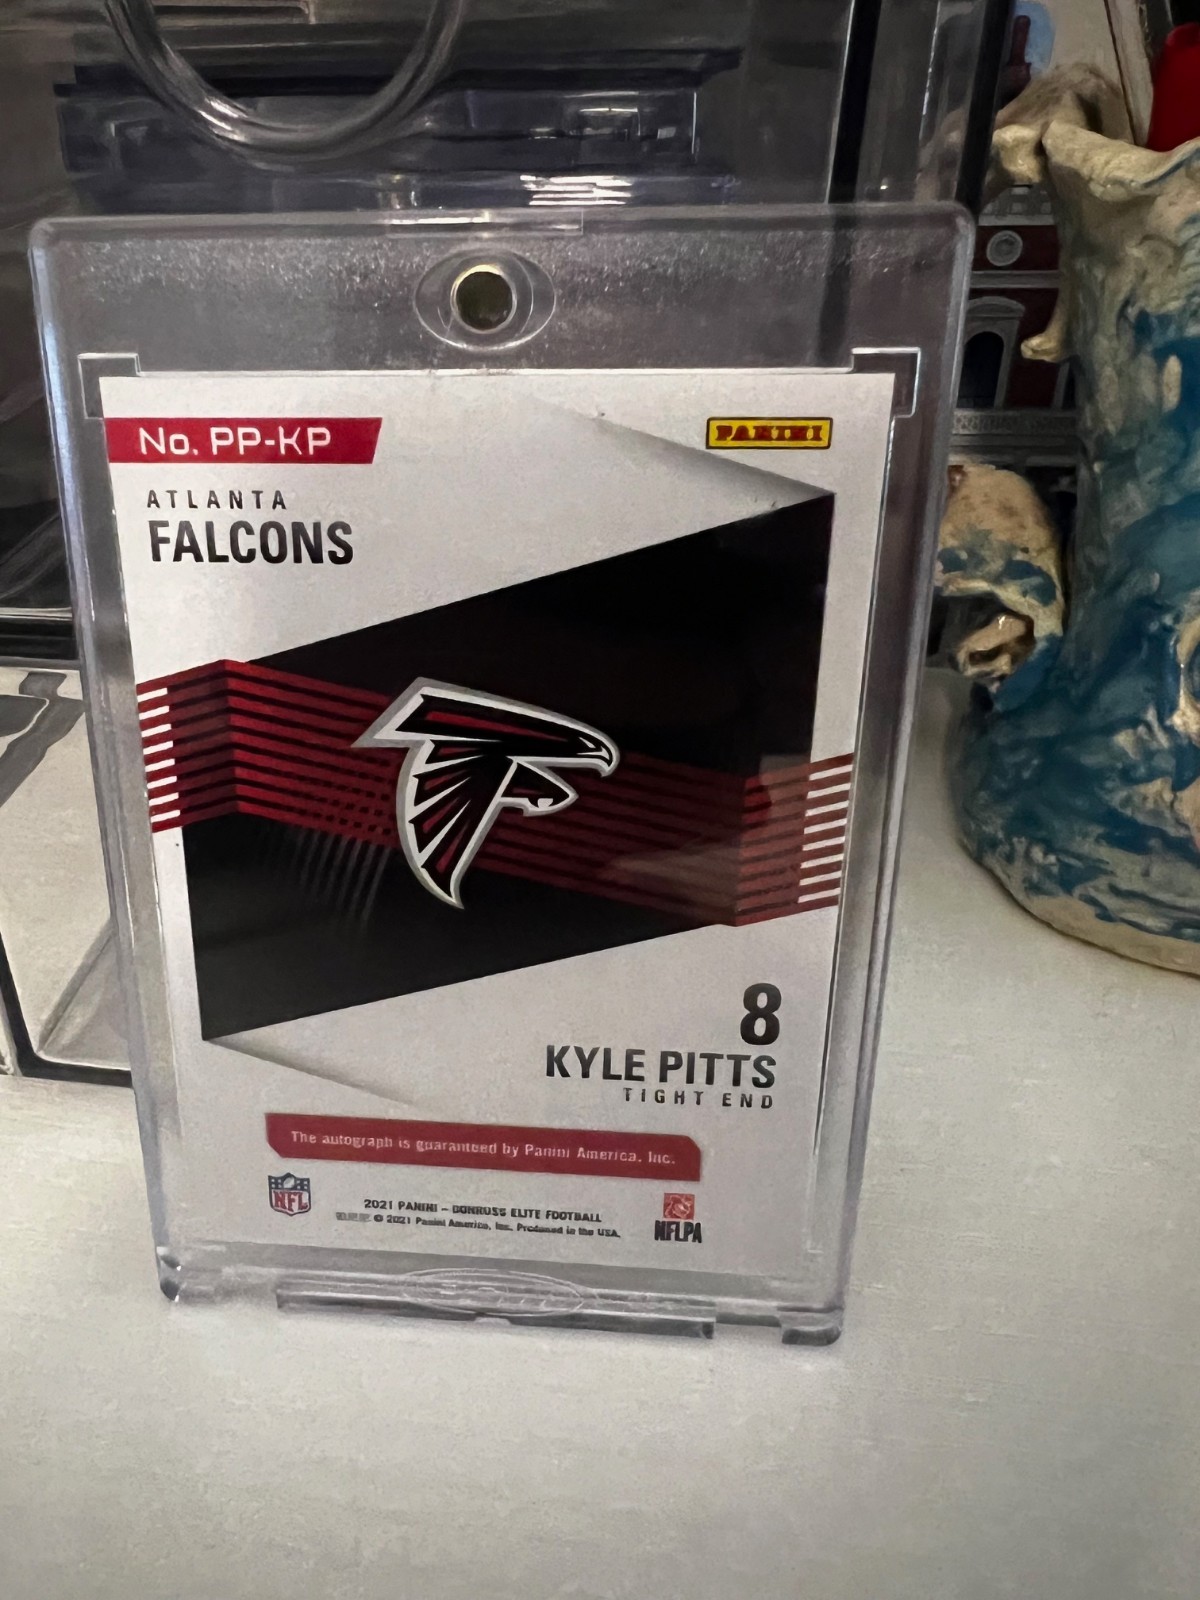 No. PP-KP
PANINI
ATLANTA
FALCONS
8
KYLE PITTS
TIGHT END
The autograph is guaranteed by Panini America, Inc.
NFL
2021 PANINI – DONRUSS ELITE FOOTBALL
© 2021 Panini America, Inc. Produced in the USA.
NFLPA